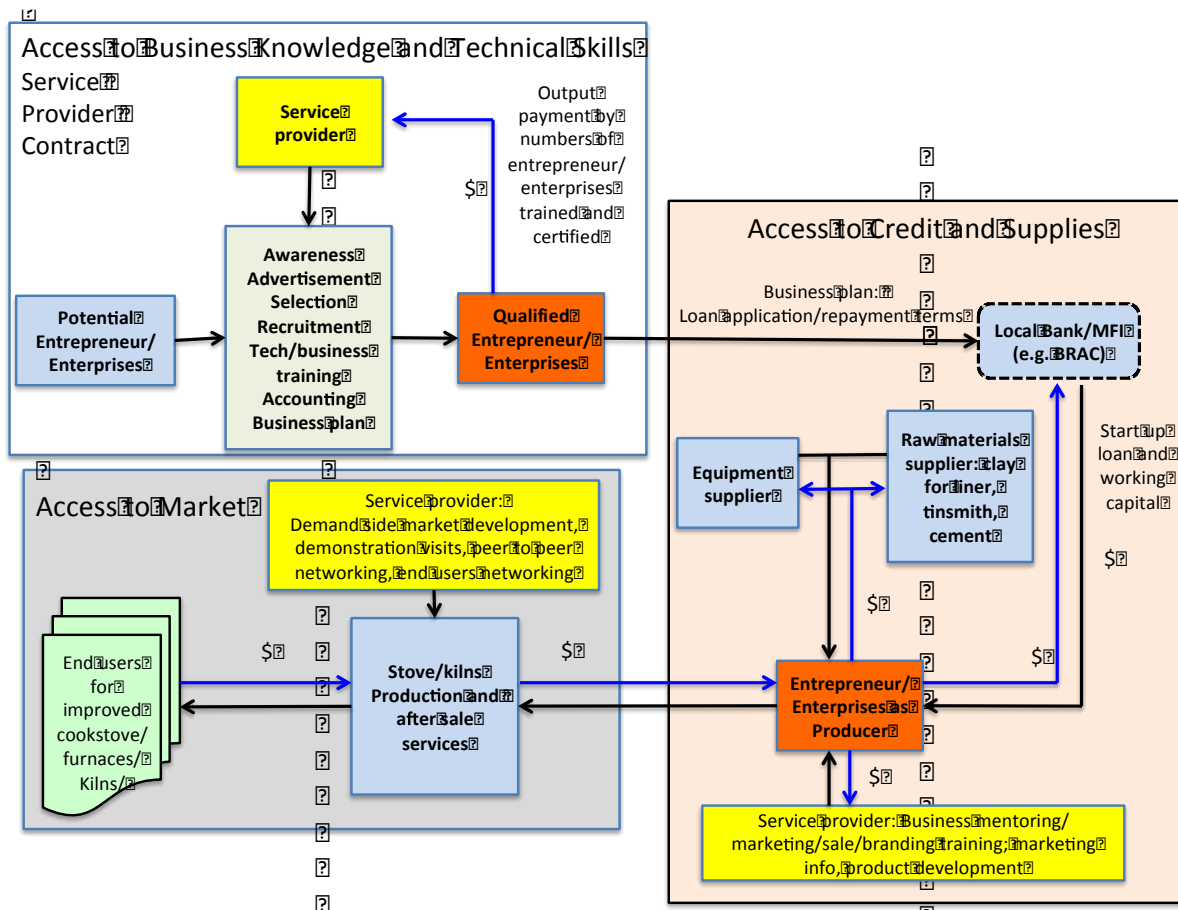 Access to Business Knowledge and Technical Skills
Service
Provider
Contract
Service
provider
Output
payment by
numbers of
entrepreneur/
enterprises
trained and
certified
$
Potential
Entrepreneur/
Enterprises
Awareness
Advertisement
Selection
Recruitment
Tech/business
training
Accounting
Business plan
Qualified
Entrepreneur/
Enterprises
Access to Credit and Supplies
Business plan:
Loan application/repayment terms
Local Bank/MFI
(e.g. BRAC)
Equipment
supplier
Raw materials
supplier: clay
for liner,
tinsmith,
cement
Start up
loan and
working
capital
$
$
$
Entrepreneur/
Enterprises as
Producer
$
Service provider: Business mentoring/
marketing/sale/branding training; marketing
info, product development
Access to Market
Service provider:
Demand side market development,
demonstration visits, peer to peer
networking, end users networking
$
$
End users
for
improved
cookstove/
furnaces/
Kilns/
Stove/kilns
Production and
after sale
services